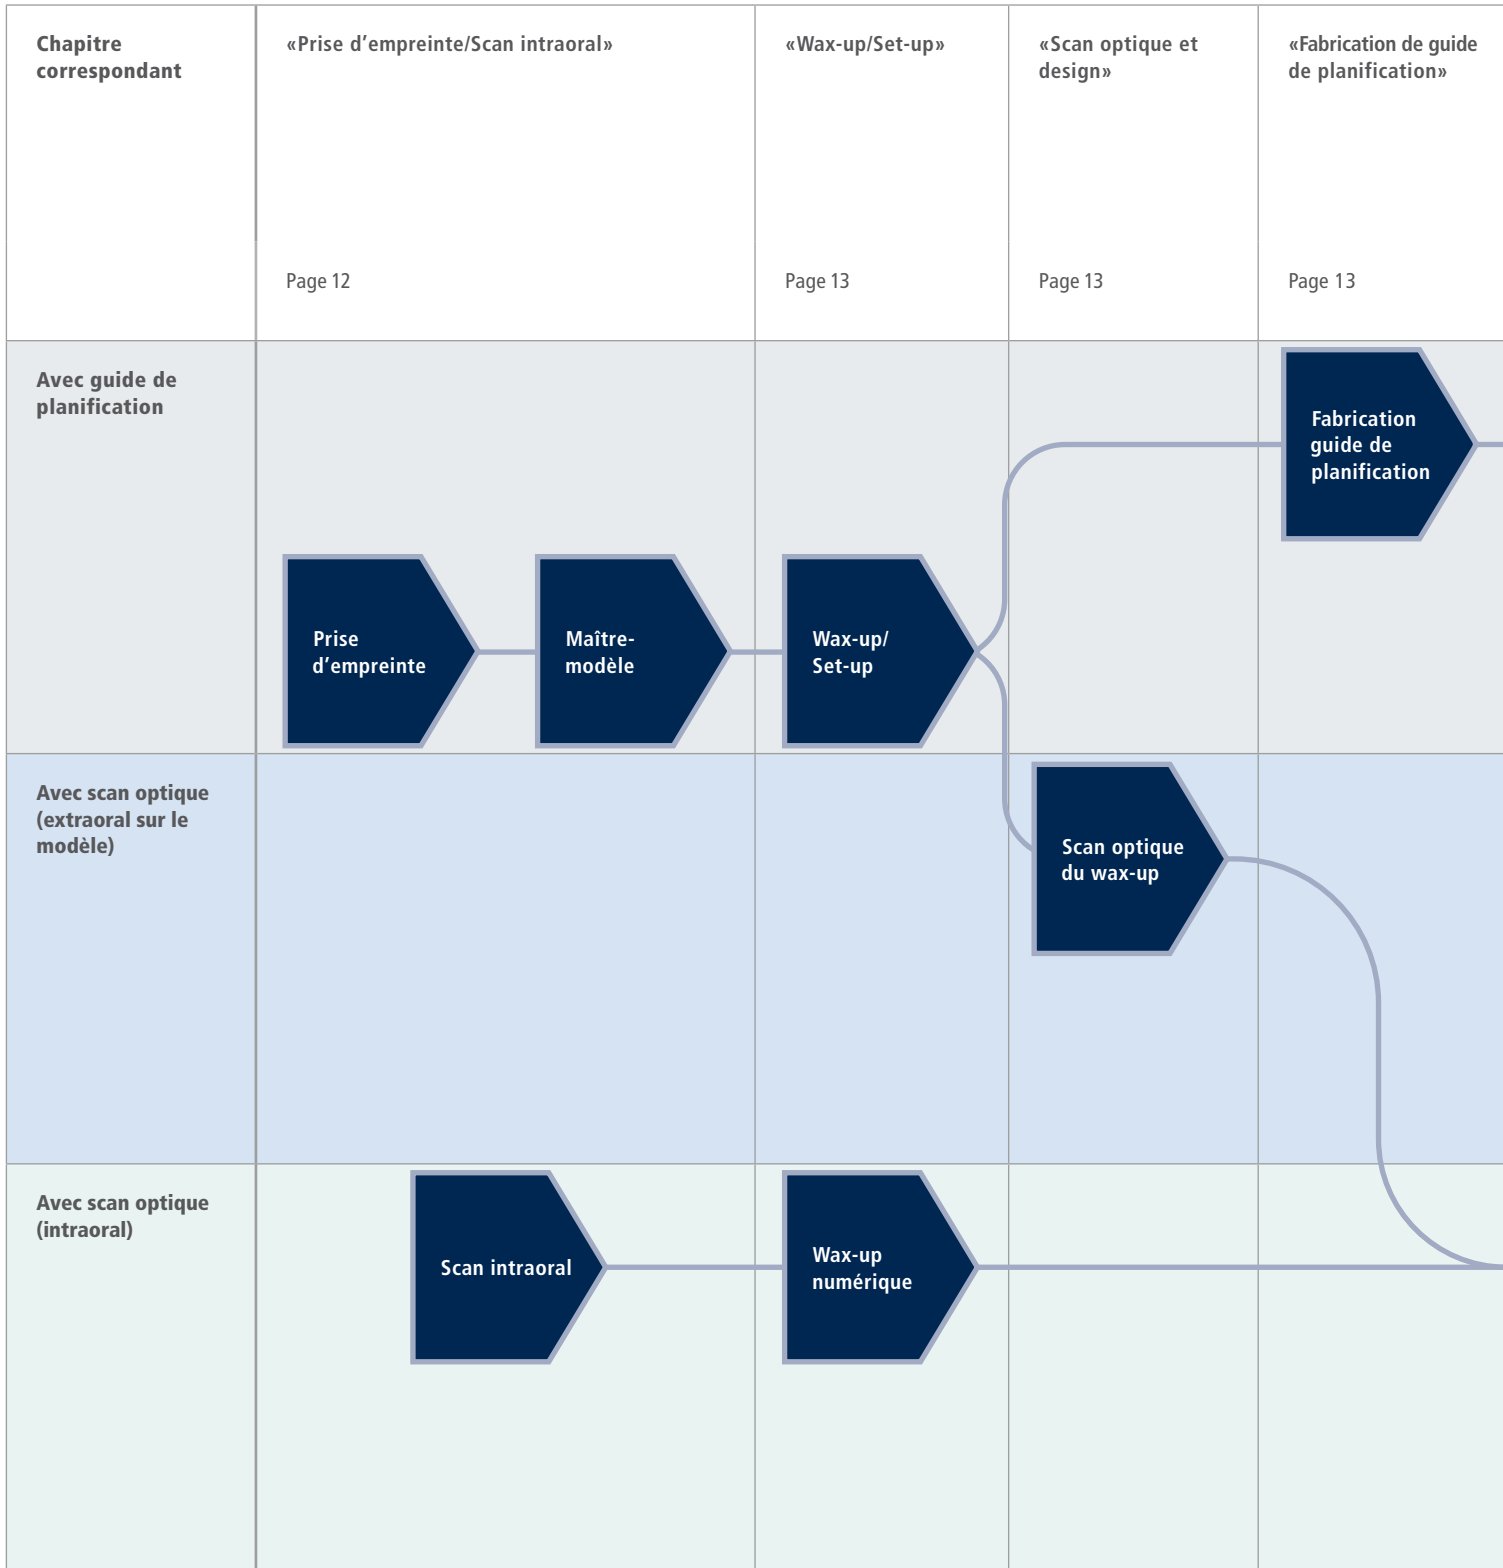 Chapitre
correspondant
«Prise d’empreinte/Scan intraoral»
«Wax-up/Set-up»
«Scan optique et
design»
«Fabrication de guide
de planification»
Page 12
Page 13
Page 13
Page 13
Avec guide de
planification
Fabrication
guide de
planification
Prise
d’empreinte
Maître-
modèle
Wax-up/
Set-up
Avec scan optique
(extraoral sur le
modèle)
Scan optique
du wax-up
Avec scan optique
(intraoral)
Scan intraoral
Wax-up
numérique